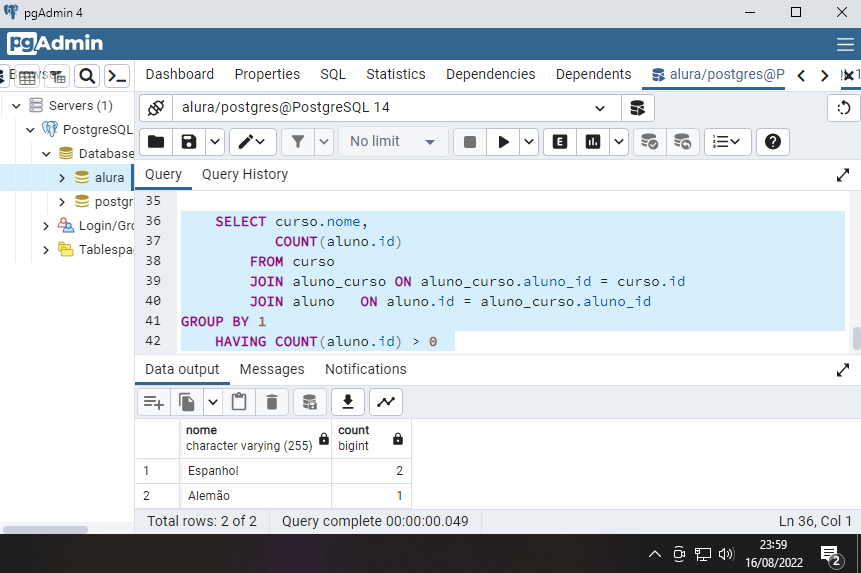 pgAdmin 4
pgAdmin
Dashboard Properties SQL Statistics Dependencies Dependents alura/postgres@P
Servers (1)
PostgreSQL
Database
alura
postgr
Login/Gro
Tablespa
alura/postgres@PostgreSQL 14
No limit
E
Query Query History
35
36 SELECT curso.nome,
37 COUNT(aluno.id)
38 FROM curso
39 JOIN aluno_curso ON aluno_curso.aluno_id = curso.id
40 JOIN aluno ON aluno.id = aluno_curso.aluno_id
41 GROUP BY 1
42 HAVING COUNT(aluno.id) > 0
Data output Messages Notifications
nome count
character varying (255) bigint
1 Espanhol 2
2 Alemão 1
Total rows: 2 of 2 Query complete 00:00:00.049 Ln 36, Col 1
23:59
16/08/2022
2